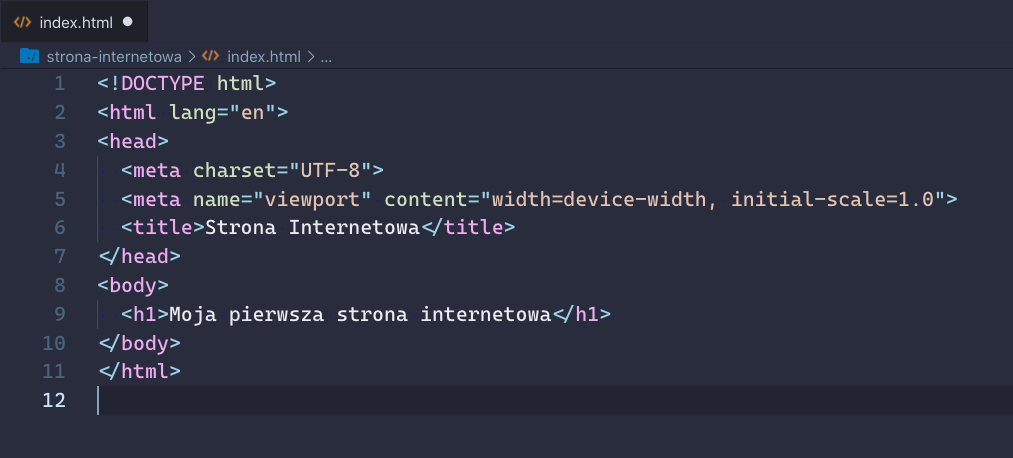 index.html
strona-internetowa > index.html > ...
1 <!DOCTYPE html>
2 <html lang="en">
3 <head>
4 <meta charset="UTF-8">
5 <meta name="viewport" content="width=device-width, initial-scale=1.0">
6 <title>Strona Internetowa</title>
7 </head>
8 <body>
9 <h1>Moja pierwsza strona internetowa</h1>
10 </body>
11 </html>
12